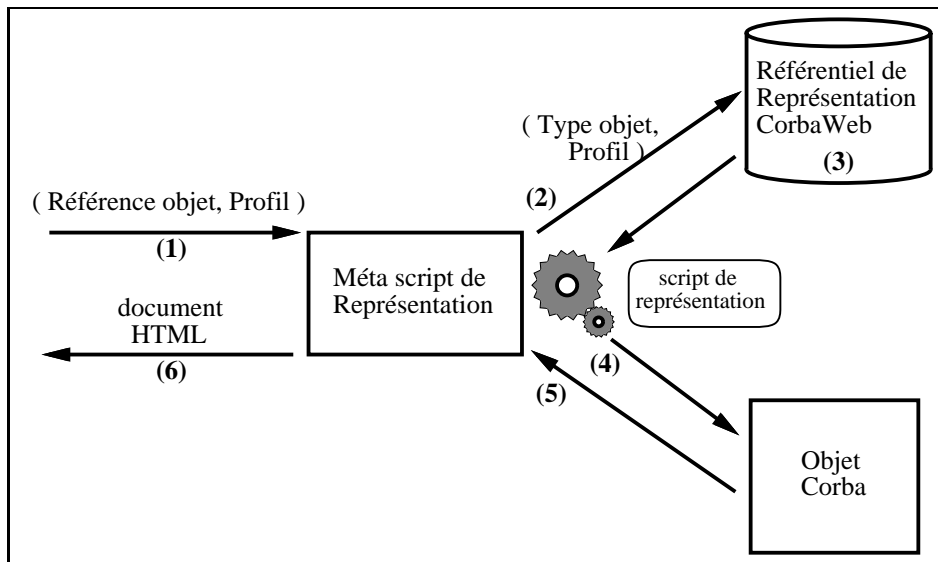 Référentiel de
Représentation
CorbaWeb
(3)
( Type objet,
Profil )
(2)
( Référence objet, Profil )
(1)
Méta script de
Représentation
script de
représentation
document
HTML
(6)
(4)
(5)
Objet
Corba